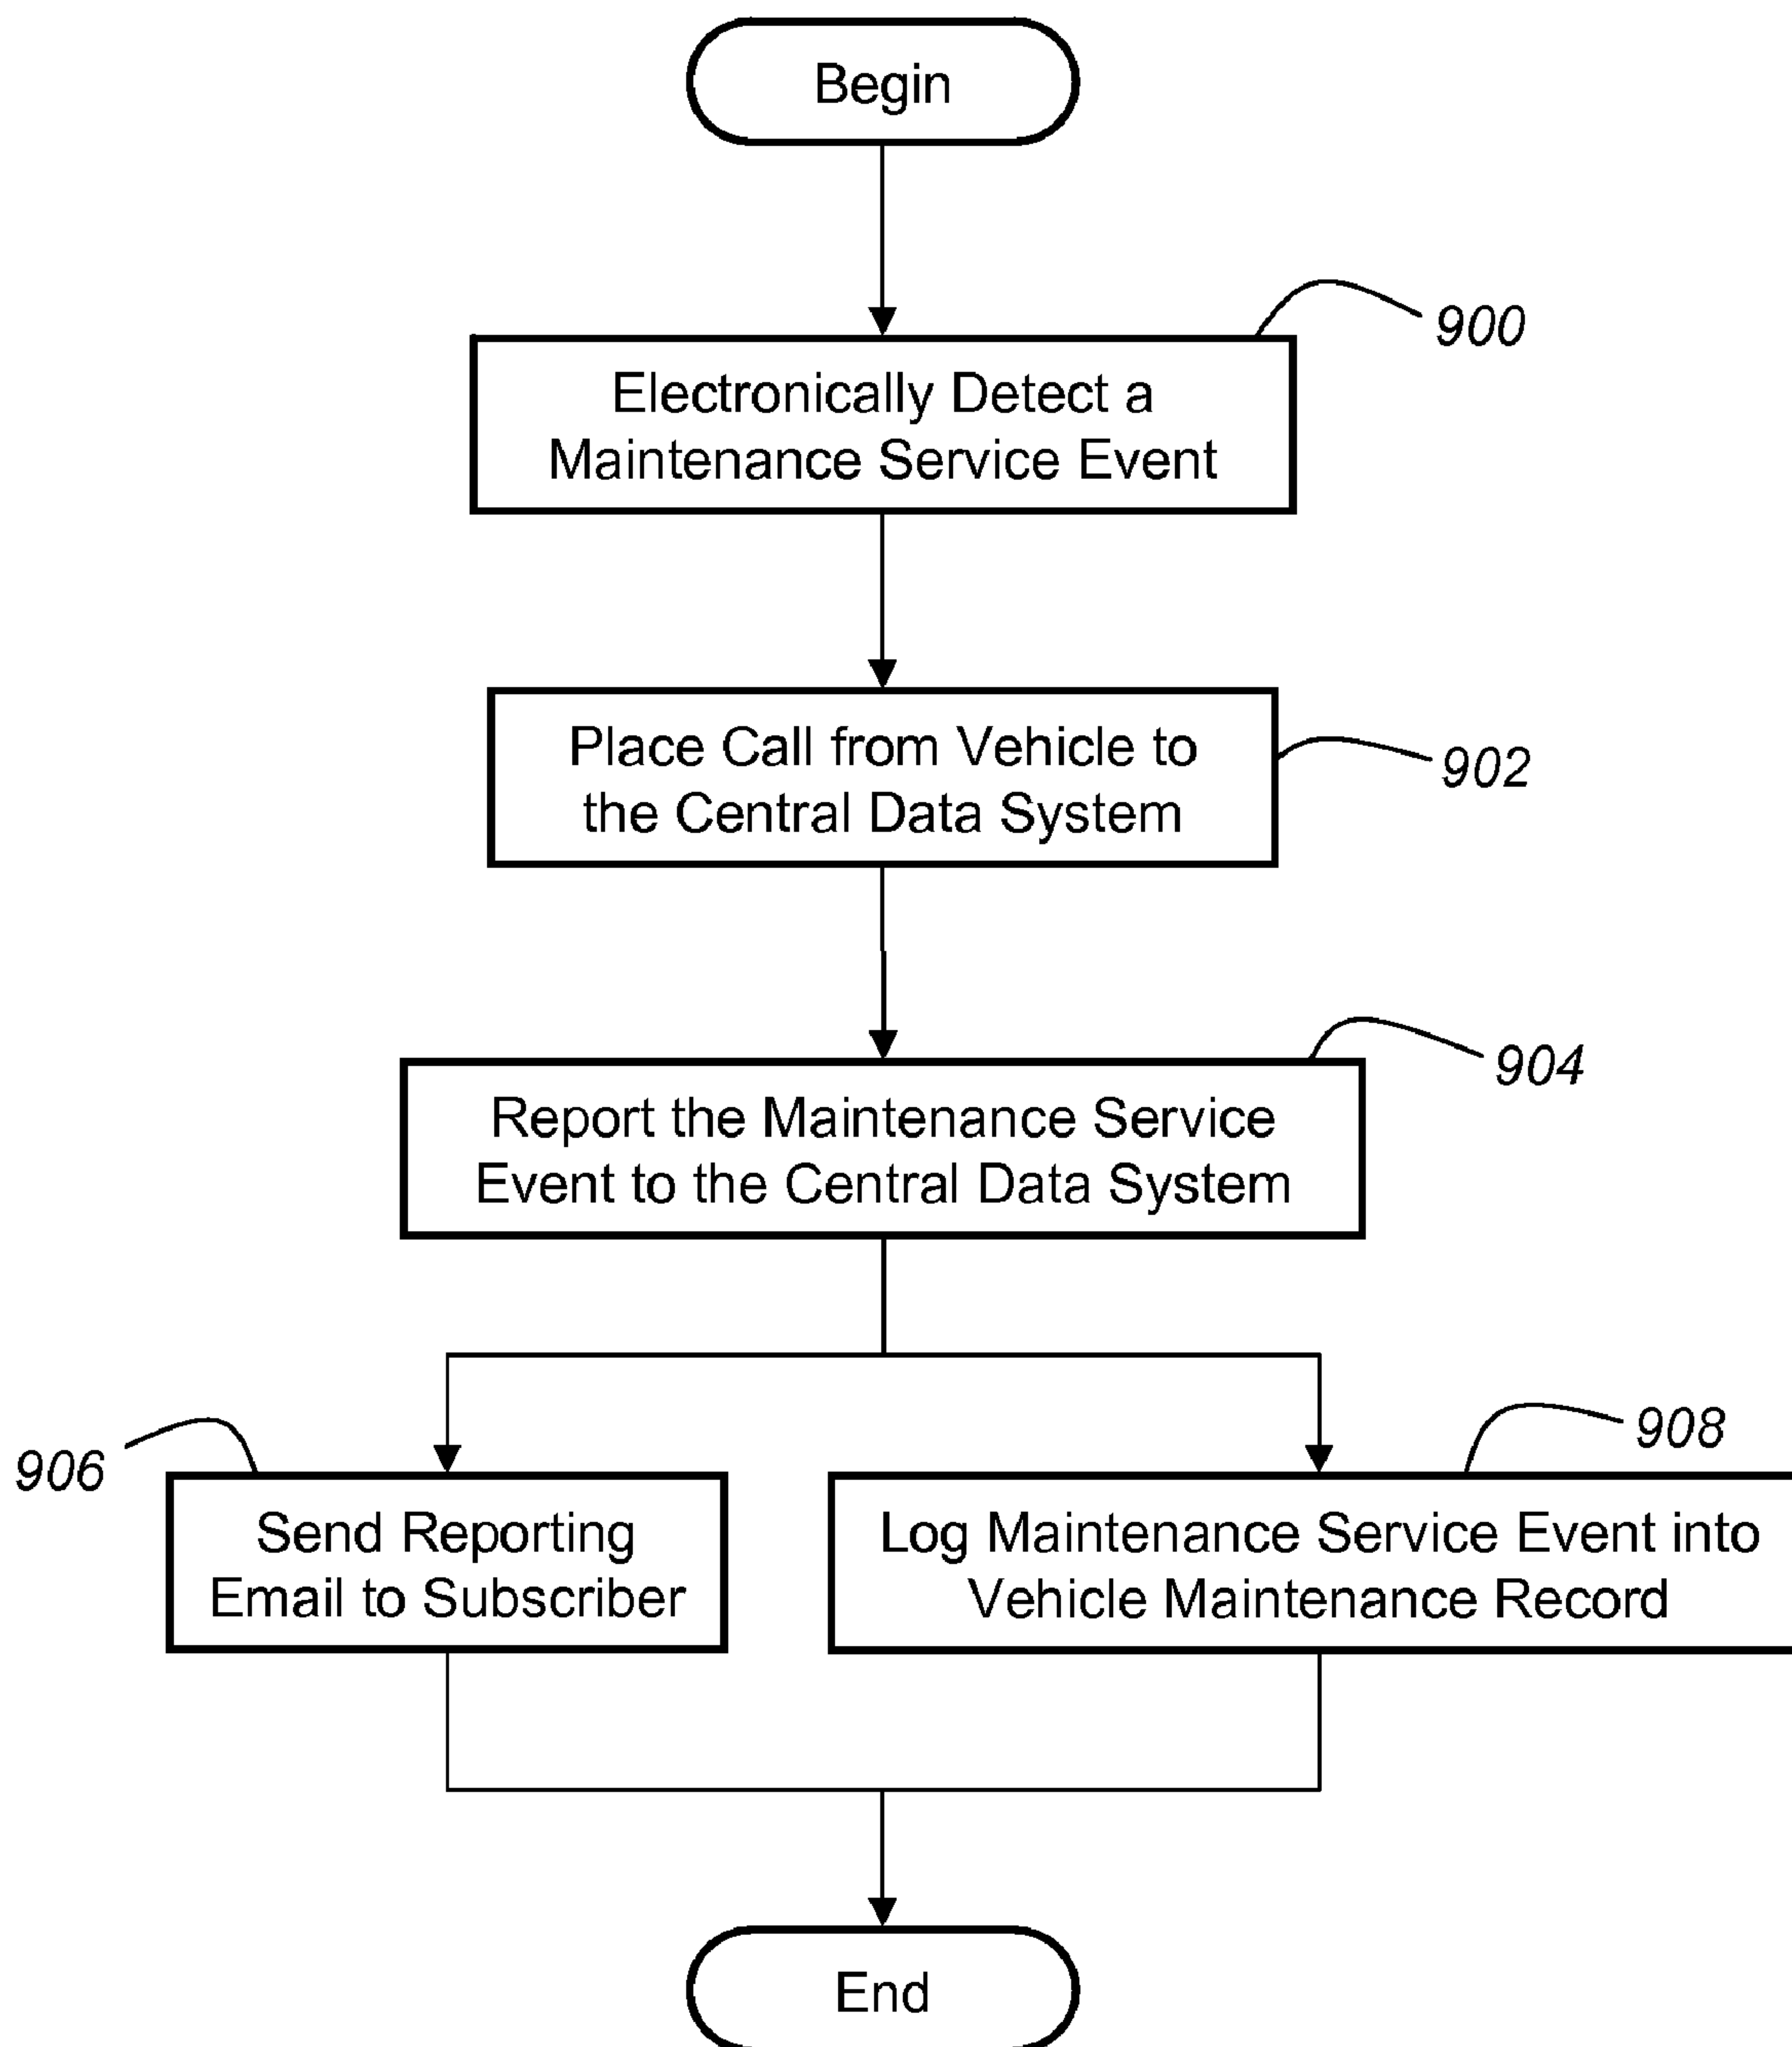 Begin
900
Electronically Detect a
Maintenance Service Event
Place Call from Vehicle to
the Central Data System
902
904
Report the Maintenance Service
Event to the Central Data System
906
Send Reporting
Email to Subscriber
908
Log Maintenance Service Event into
Vehicle Maintenance Record
End